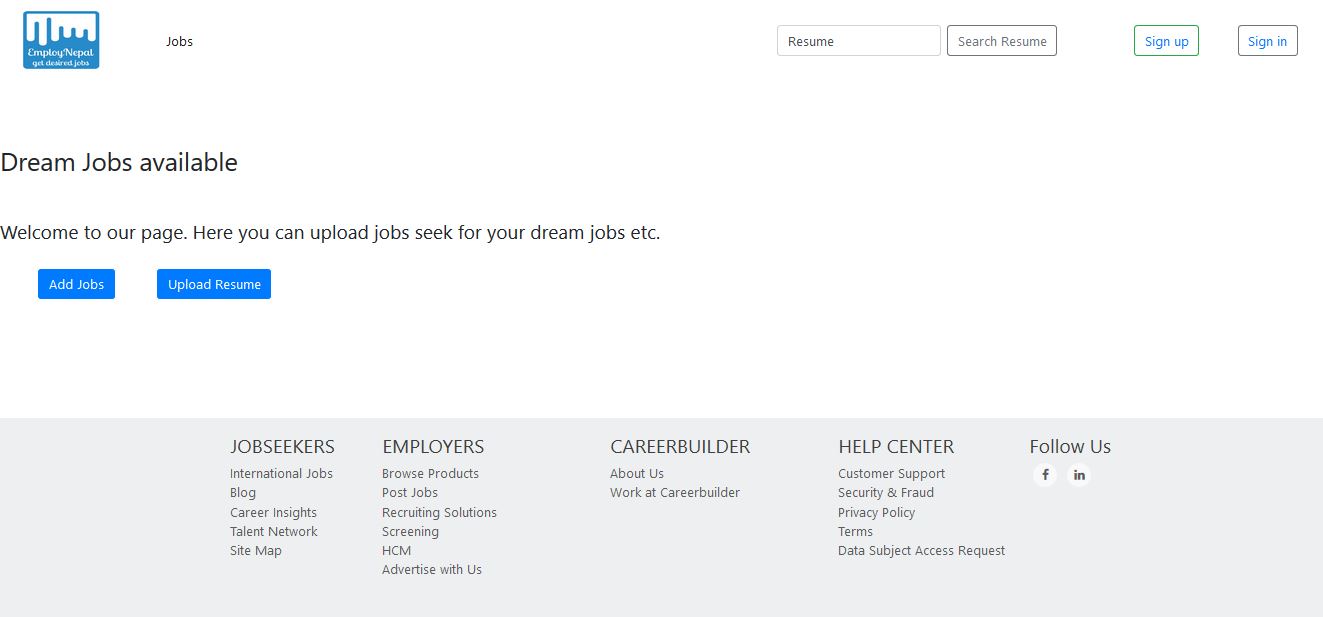 Employ'Nepal
get desired jobs
Jobs
Resume
Search Resume
Sign up
Sign in
Dream Jobs available
Welcome to our page. Here you can upload jobs seek for your dream jobs etc.
Add Jobs
Upload Resume
JOBSEEKERS
International Jobs
Blog
Career Insights
Talent Network
Site Map
EMPLOYERS
Browse Products
Post Jobs
Recruiting Solutions
Screening
HCM
Advertise with Us
CAREERBUILDER
About Us
Work at Careerbuilder
HELP CENTER
Customer Support
Security & Fraud
Privacy Policy
Terms
Data Subject Access Request
Follow Us
f
in